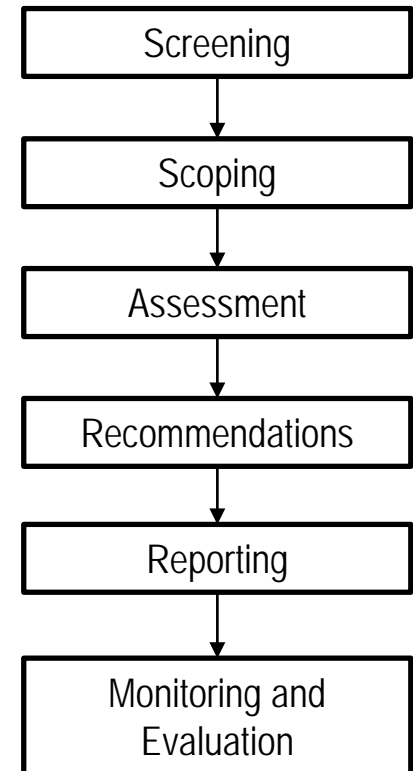 Screening
Scoping
Assessment
Recommendations
Reporting
Monitoring and
Evaluation